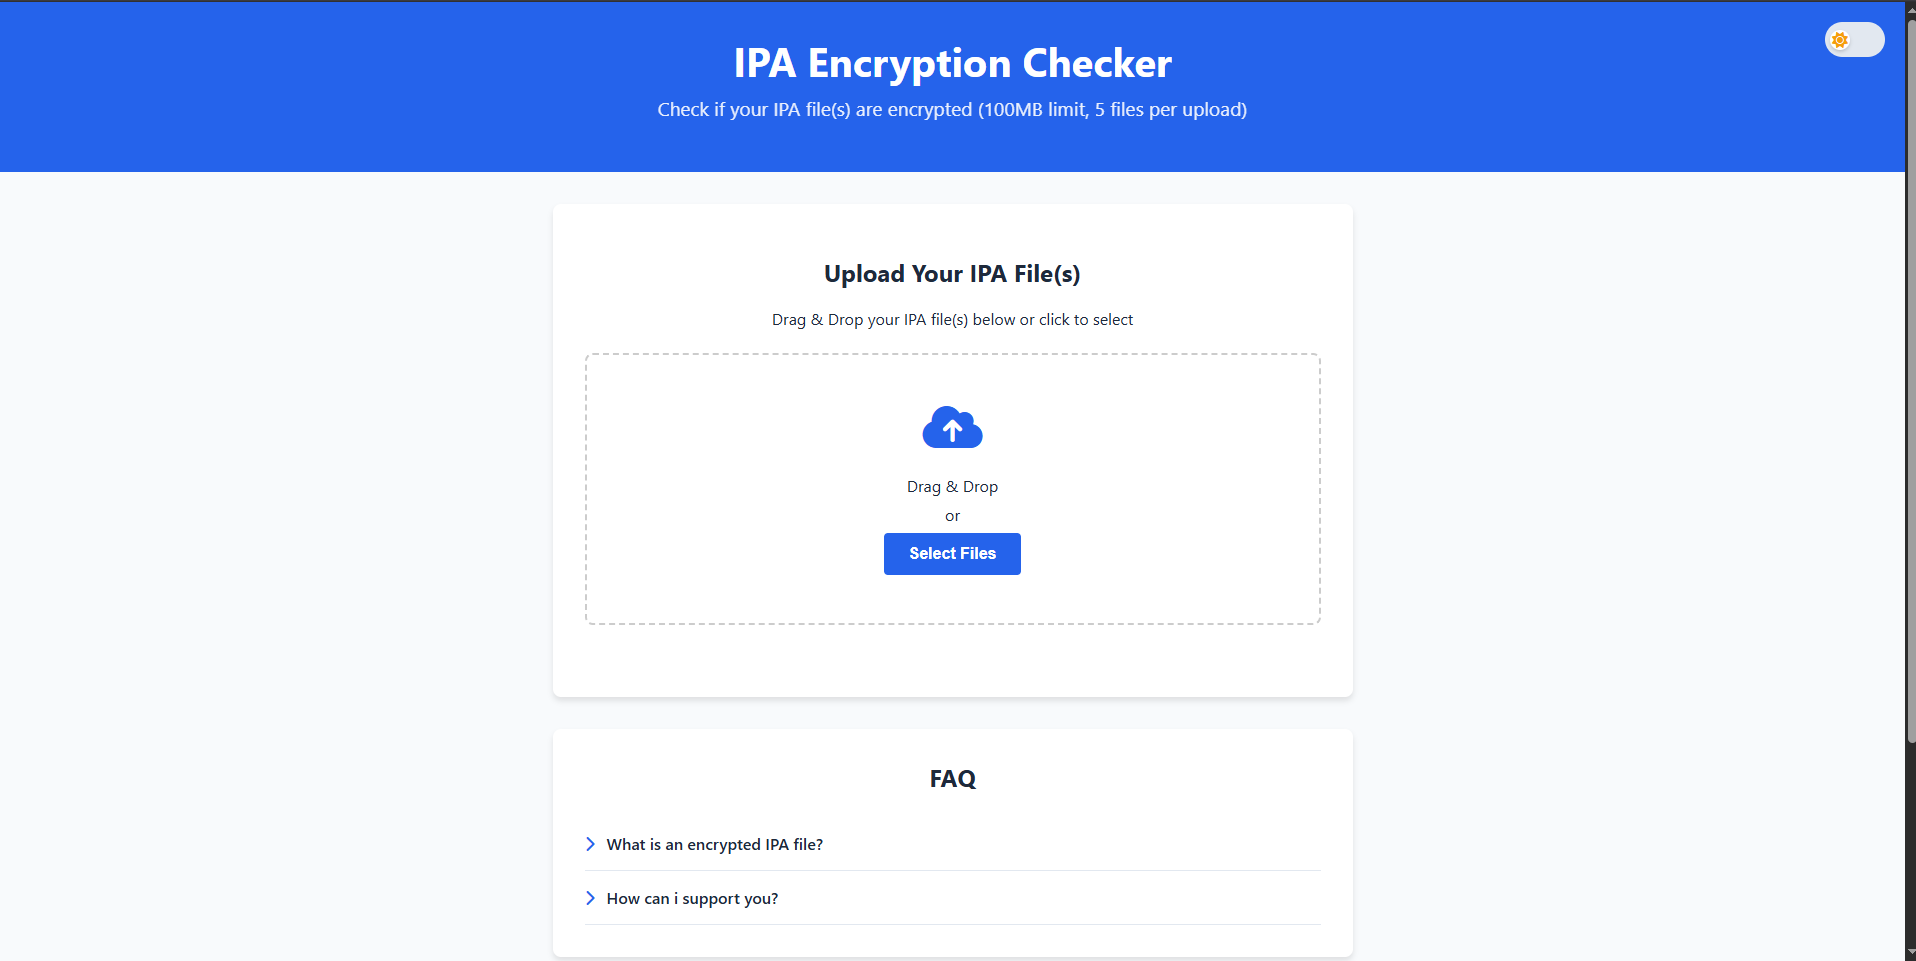 IPA Encryption Checker
Check if your IPA file(s) are encrypted (100MB limit, 5 files per upload)
Upload Your IPA File(s)
Drag & Drop your IPA file(s) below or click to select
Drag & Drop
or
Select Files
FAQ
What is an encrypted IPA file?
How can i support you?